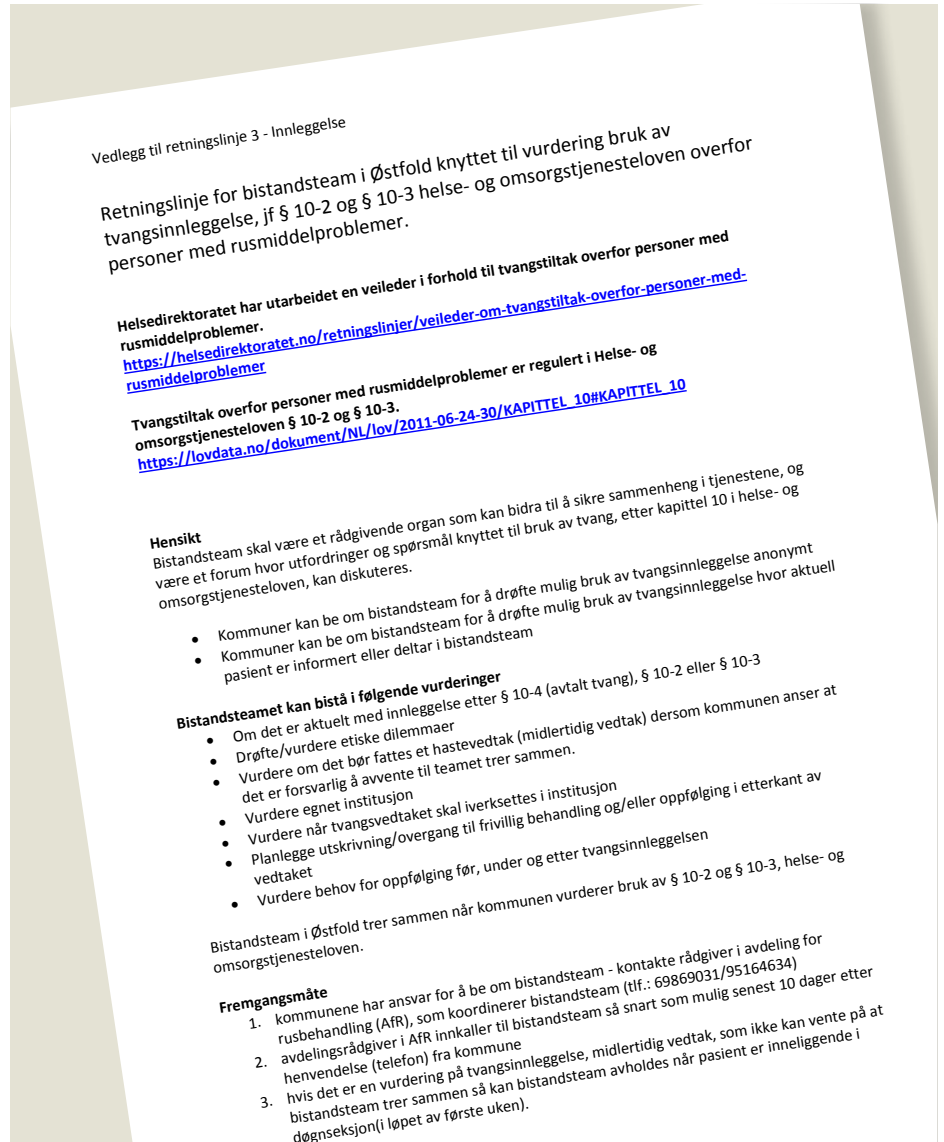 Vedlegg til retningslinje 3 - Innleggelse
Retningslinje for bistandsteam i Østfold knyttet til vurdering bruk av
tvangsinnleggelse, jf § 10-2 og § 10-3 helse- og omsorgstjenesteloven overfor
personer med rusmiddelproblemer.
Helsedirektoratet har utarbeidet en veileder i forhold til tvangstiltak overfor personer med
rusmiddelproblemer.
https://helsedirektoratet.no/retningslinjer/veileder-om-tvangstiltak-overfor-personer-med-
rusmiddelproblemer
Tvangstiltak overfor personer med rusmiddelproblemer er regulert i Helse- og
omsorgstjenesteloven § 10-2 og § 10-3.
https://lovdata.no/dokument/NL/lov/2011-06-24-30/KAPITTEL_10#KAPITTEL_10
Hensikt
Bistandsteam skal være et rådgivende organ som kan bidra til å sikre sammenheng i tjenestene, og
være et forum hvor utfordringer og spørsmål knyttet til bruk av tvang, etter kapittel 10 i helse- og
omsorgstjenesteloven, kan diskuteres.
• Kommuner kan be om bistandsteam for å drøfte mulig bruk av tvangsinnleggelse anonymt
• Kommuner kan be om bistandsteam for å drøfte mulig bruk av tvangsinnleggelse hvor aktuell
pasient er informert eller deltar i bistandsteam
Bistandsteamet kan bistå i følgende vurderinger
• Om det er aktuelt med innleggelse etter § 10-4 (avtalt tvang), § 10-2 eller § 10-3
• Drøfte/vurdere etiske dilemmaer
• Vurdere om det bør fattes et hastevedtak (midlertidig vedtak) dersom kommunen anser at
det er forsvarlig å avvente til teamet trer sammen.
• Vurdere egnet institusjon
• Vurdere når tvangsvedtaket skal iverksettes i institusjon
• Planlegge utskrivning/overgang til frivillig behandling og/eller oppfølging i etterkant av
vedtaket
• Vurdere behov for oppfølging før, under og etter tvangsinnleggelsen
Bistandsteam i Østfold trer sammen når kommunen vurderer bruk av § 10-2 og § 10-3, helse- og
omsorgstjenesteloven.
Fremgangsmåte
1. kommunene har ansvar for å be om bistandsteam - kontakte rådgiver i avdeling for
rusbehandling (AfR), som koordinerer bistandsteam (tlf.: 69869031/95164634)
2. avdelingsrådgiver i AfR innkaller til bistandsteam så snart som mulig senest 10 dager etter
henvendelse (telefon) fra kommune
3. hvis det er en vurdering på tvangsinnleggelse, midlertidig vedtak, som ikke kan vente på at
bistandsteam trer sammen så kan bistandsteam avholdes når pasient er inneliggende i
døgnseksjon(i løpet av første uken).